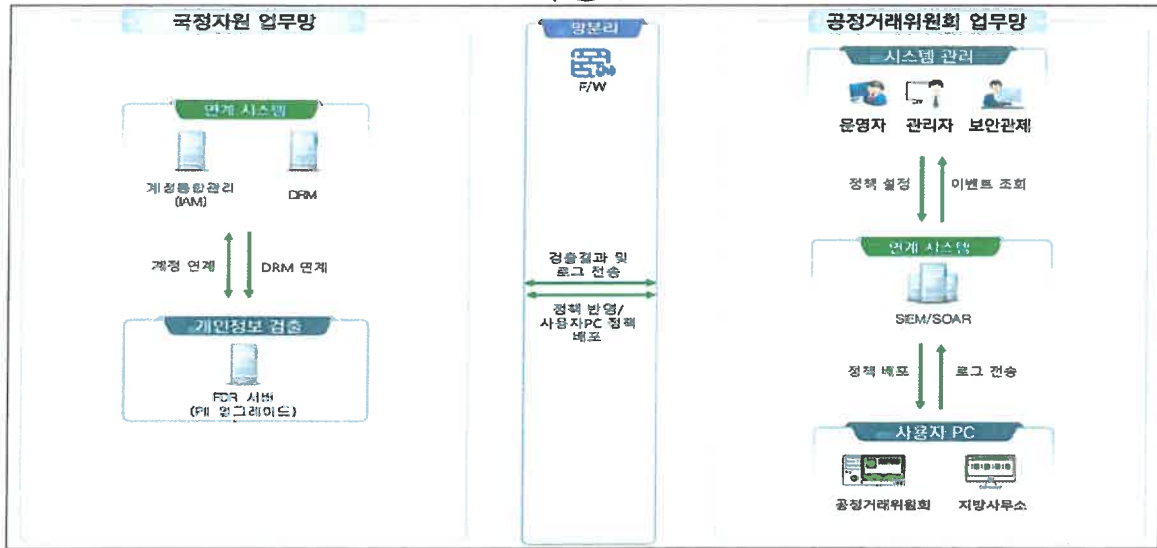 국정자원 업무망
연계 시스템
계정통합관리
(IAM)
DRM
계정 연계
DRM 연계
개인정보 검출
서버
(PII 업그레이드)
망분리
F/W
검출결과 및
로그 전송
정책 반영/
사용자PC 정책
배포
공정거래위원회 업무망
시스템 관리
운영자
관리자
보안관제
정책 설정
이벤트 조회
연계 시스템
SIEM/SOAR
정책 배포
로그 전송
사용자 PC
공정거래위원회
지방사무소